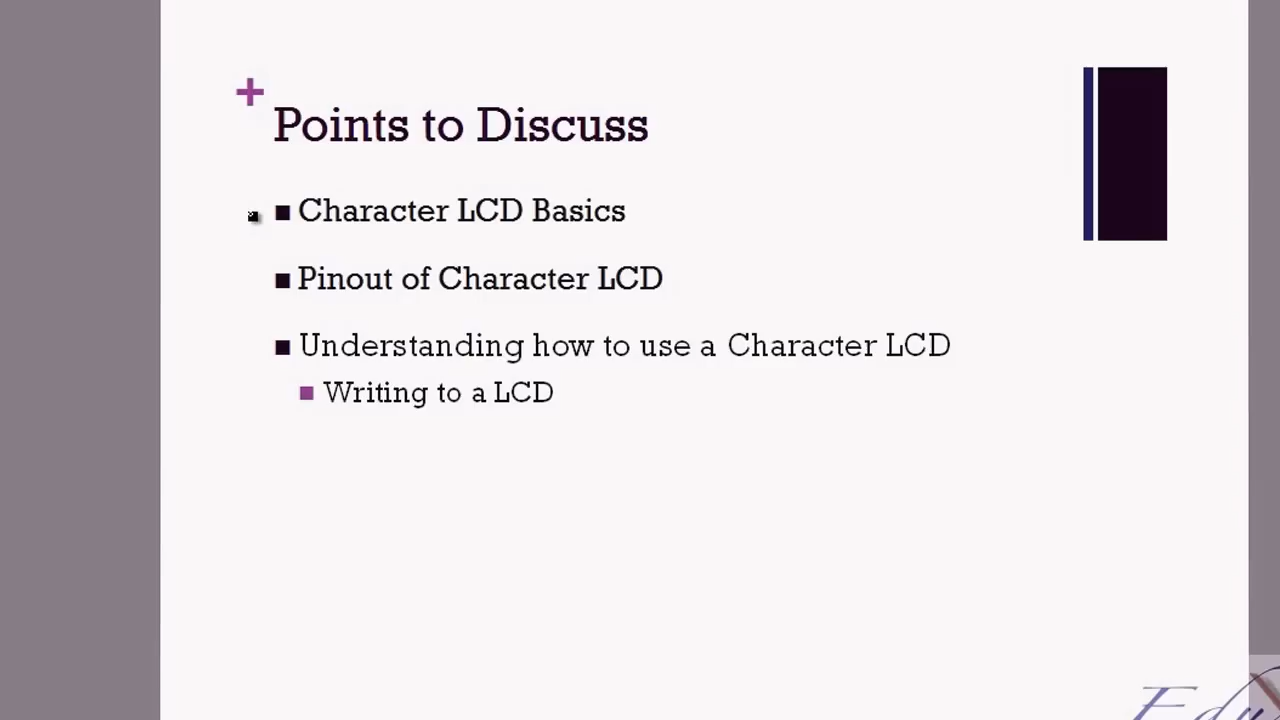 +
Points to Discuss
■ Character LCD Basics
■ Pinout of Character LCD
■ Understanding how to use a Character LCD
■ Writing to a LCD